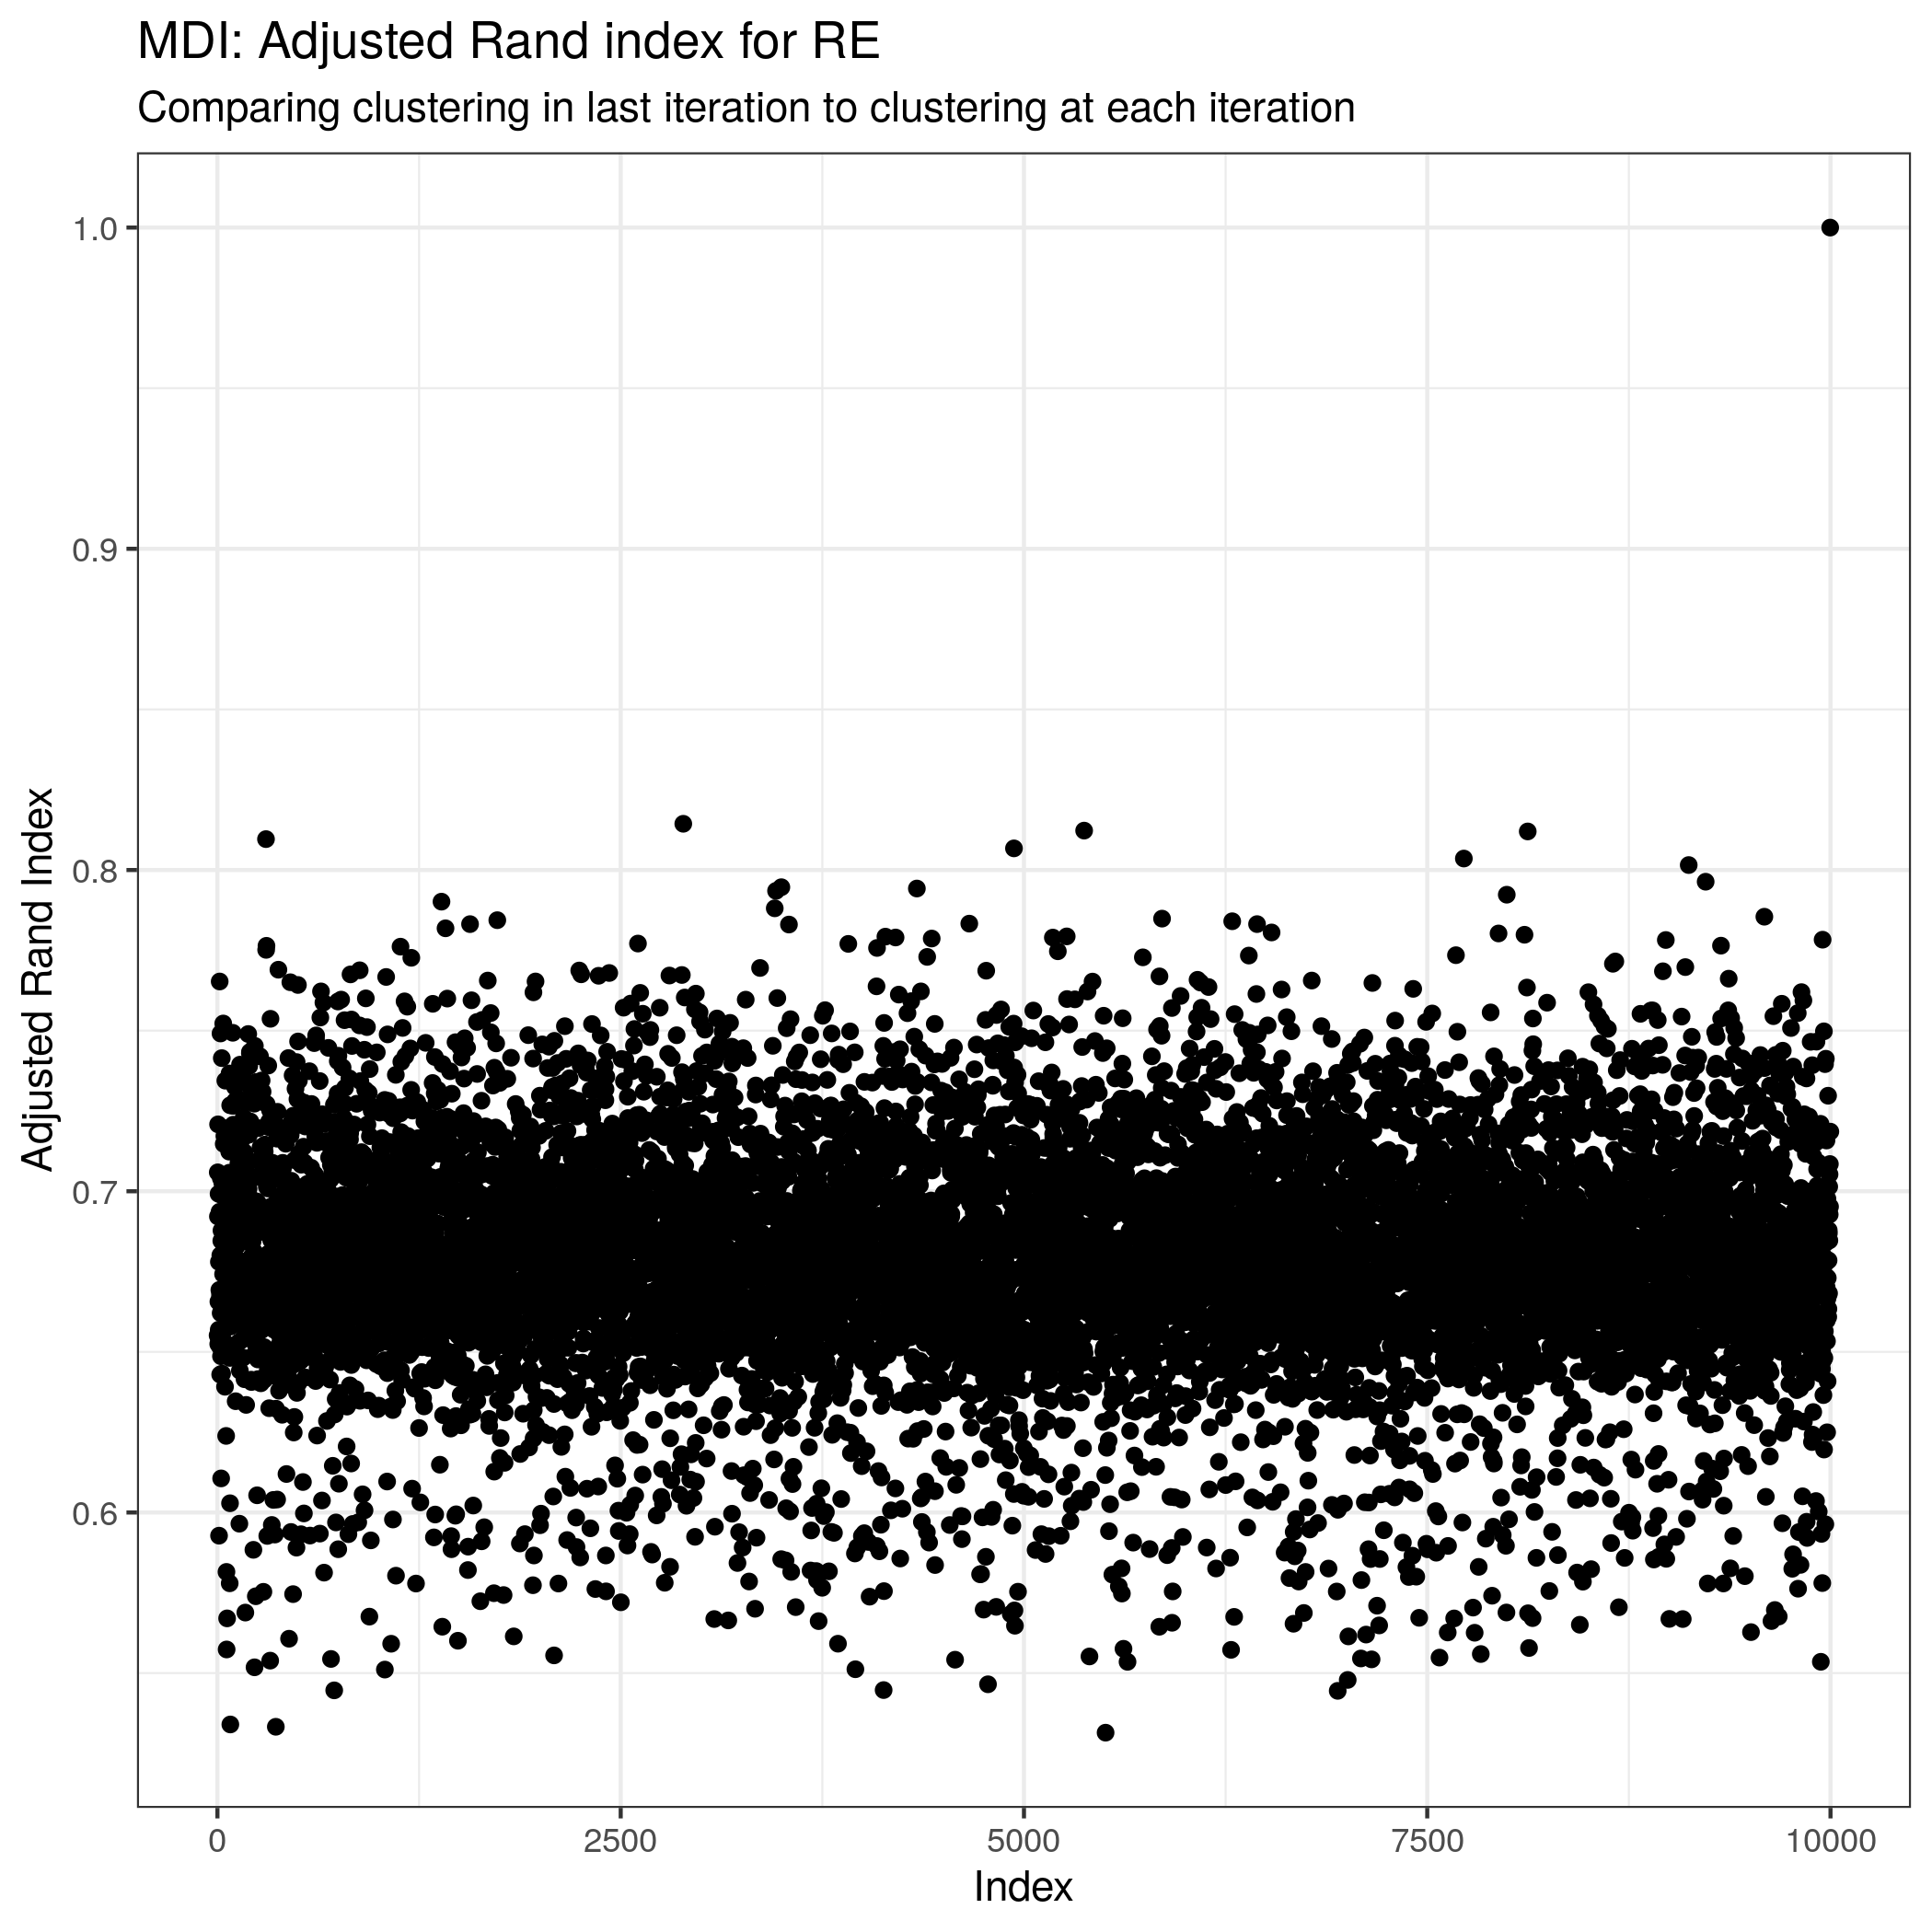 MDI: Adjusted Rand index for RE
Comparing clustering in last iteration to clustering at each iteration
Adjusted Rand Index
1.0
0.9
0.8
0.7
0.6
0
2500
5000
7500
10000
Index